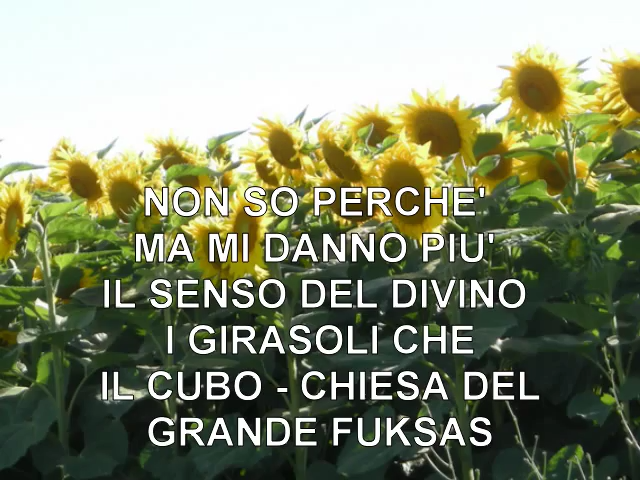 NON SO PERCHE'
MA MI DANNO PIU'
IL SENSO DEL DIVINO
I GIRASOLI CHE
IL CUBO - CHIESA DEL
GRANDE FUKSAS